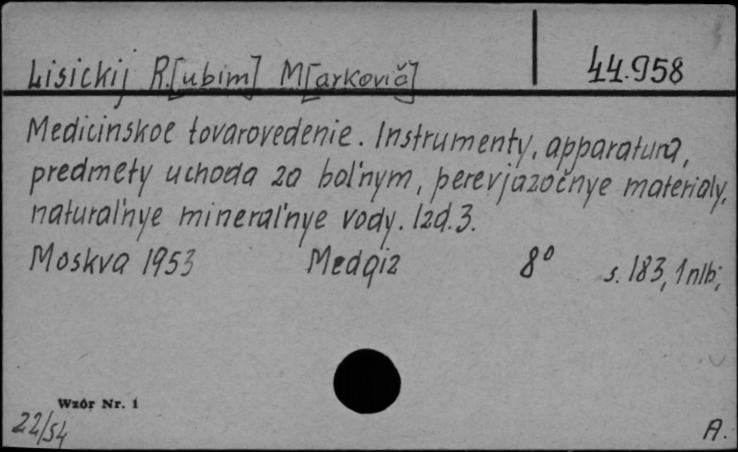 Lisickij R.[ubim] M[arkovič]
44.958
Medicinskoe tovarovedenie. Instrumenty, apparatura,
predmety uchoda za bol'nym, perevjazočnye materialy,
natural'nye mineral'nye vody. Izd. 3.
Moskva 1953 Medgiz 8° s. 183, 1 nlb;
Wzór Nr. 1
22/54
A.